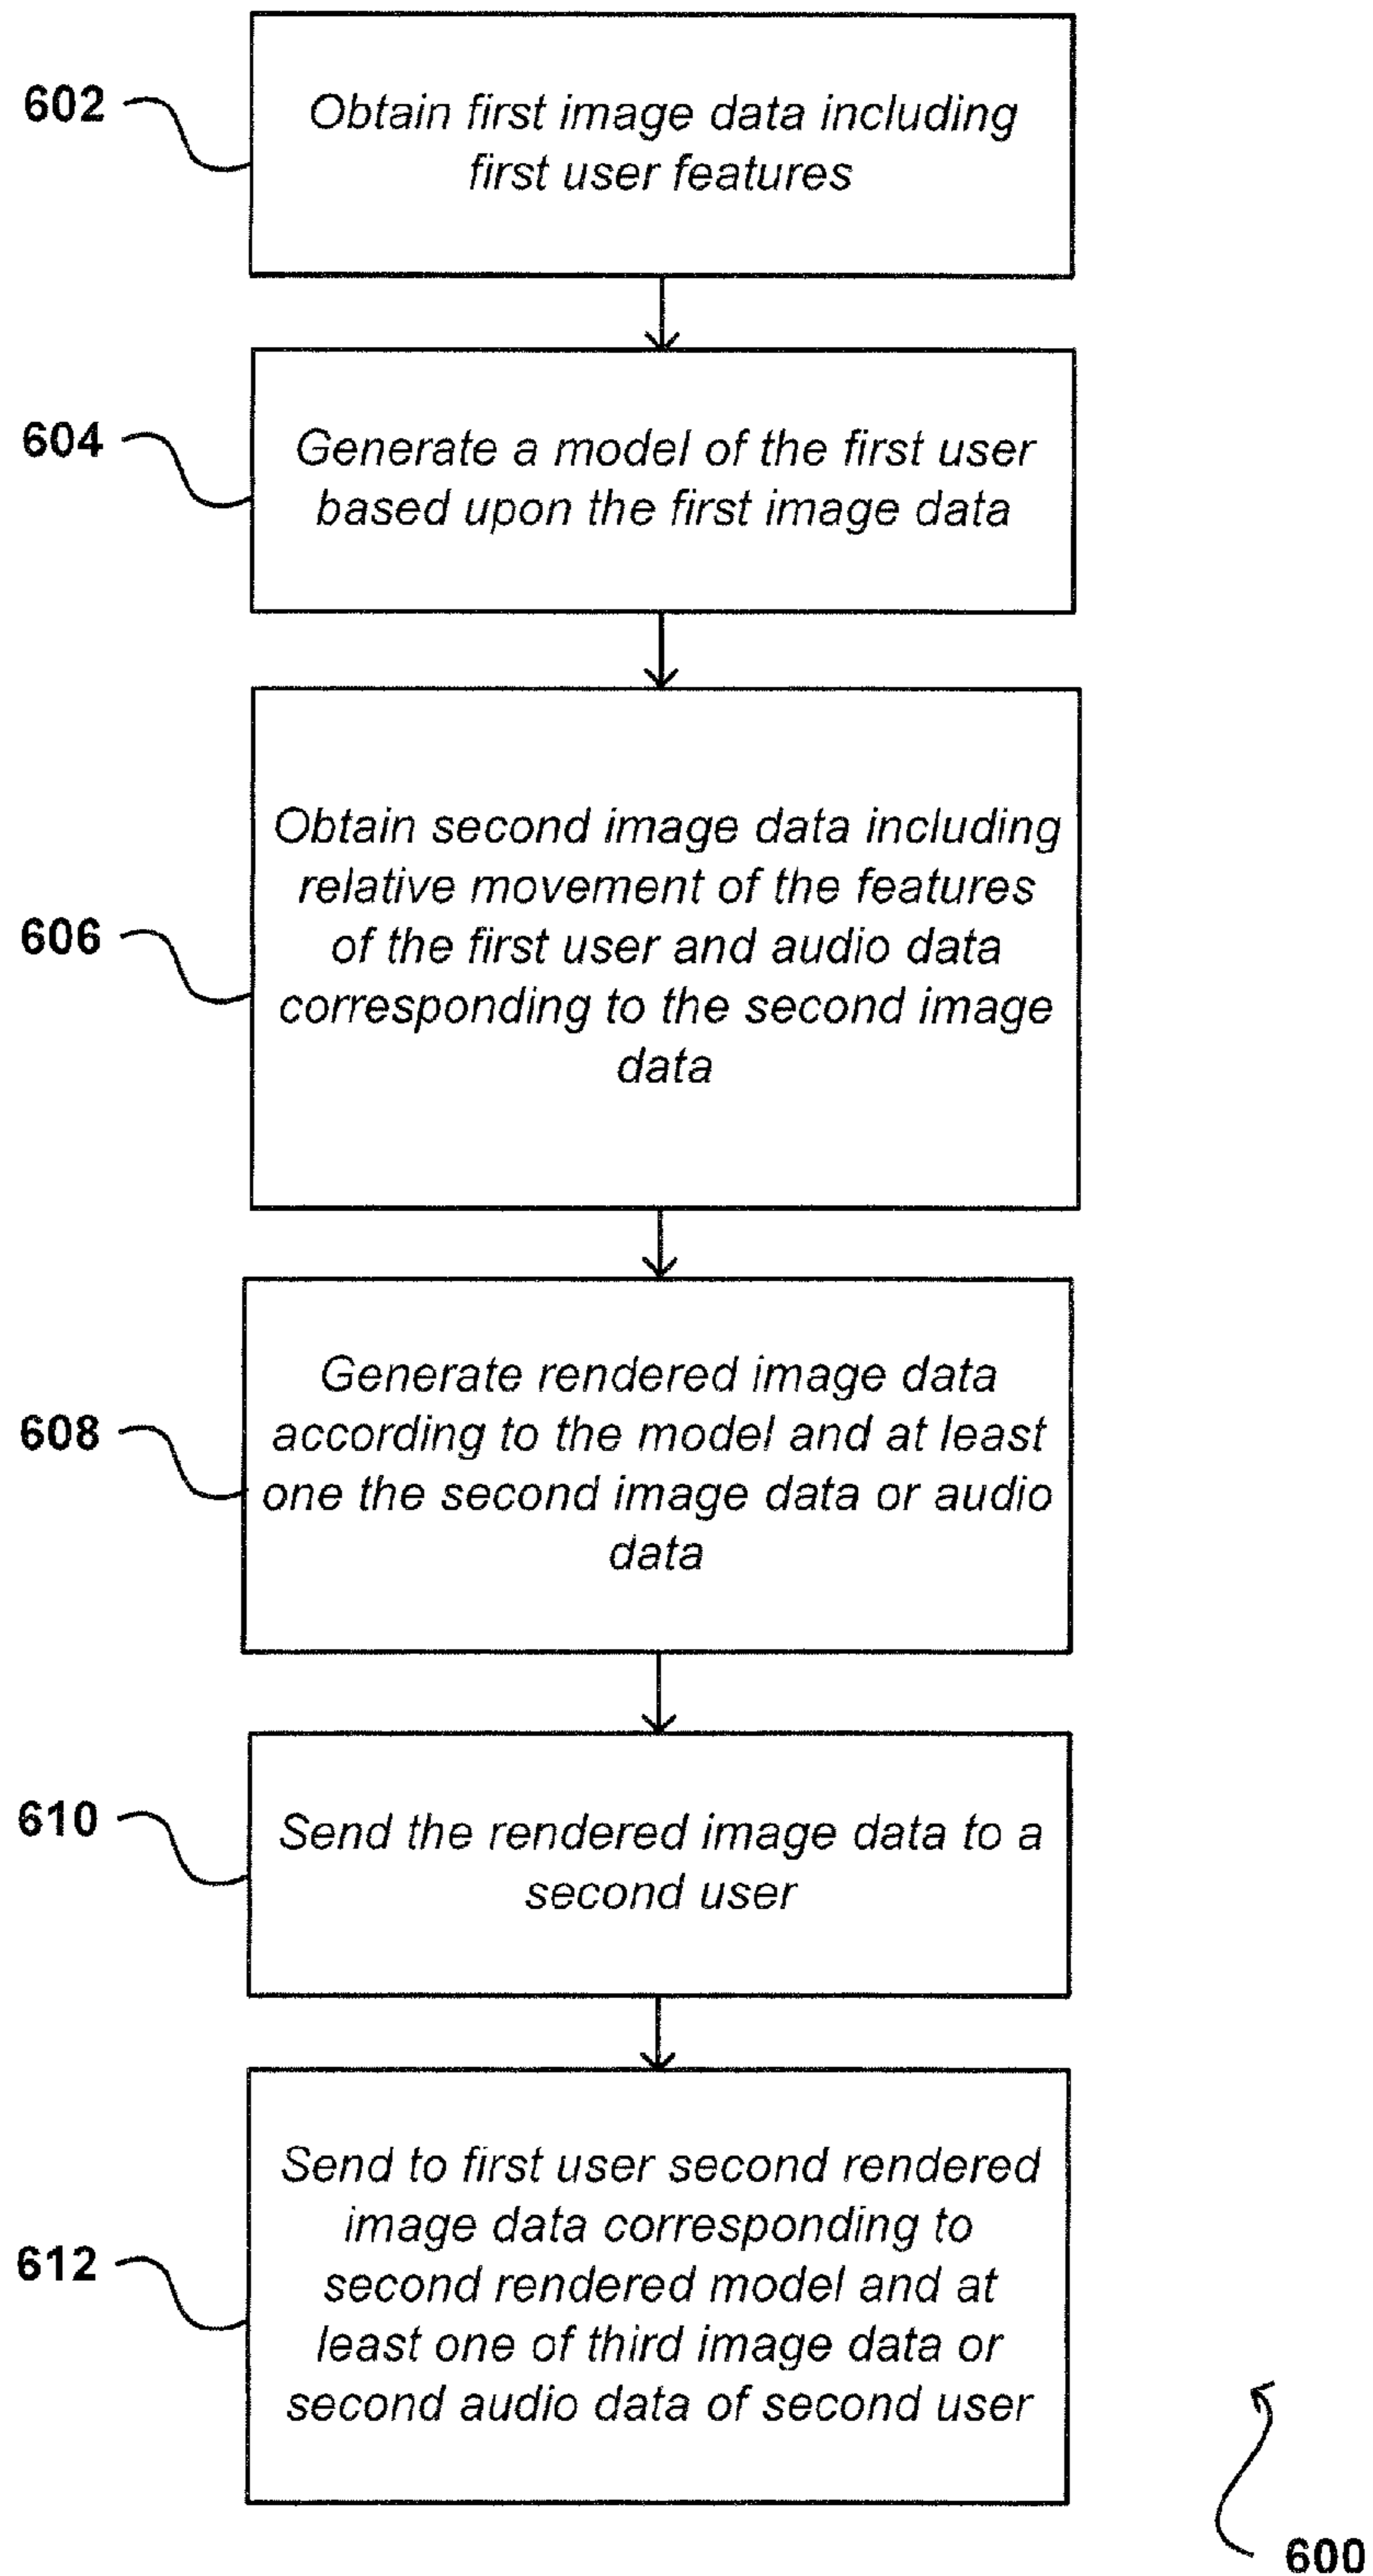 602
Obtain first image data including
first user features
604
Generate a model of the first user
based upon the first image data
606
Obtain second image data including
relative movement of the features
of the first user and audio data
corresponding to the second image
data
608
Generate rendered image data
according to the model and at least
one the second image data or audio
data
610
Send the rendered image data to a
second user
612
Send to first user second rendered
image data corresponding to
second rendered model and at
least one of third image data or
second audio data of second user
600